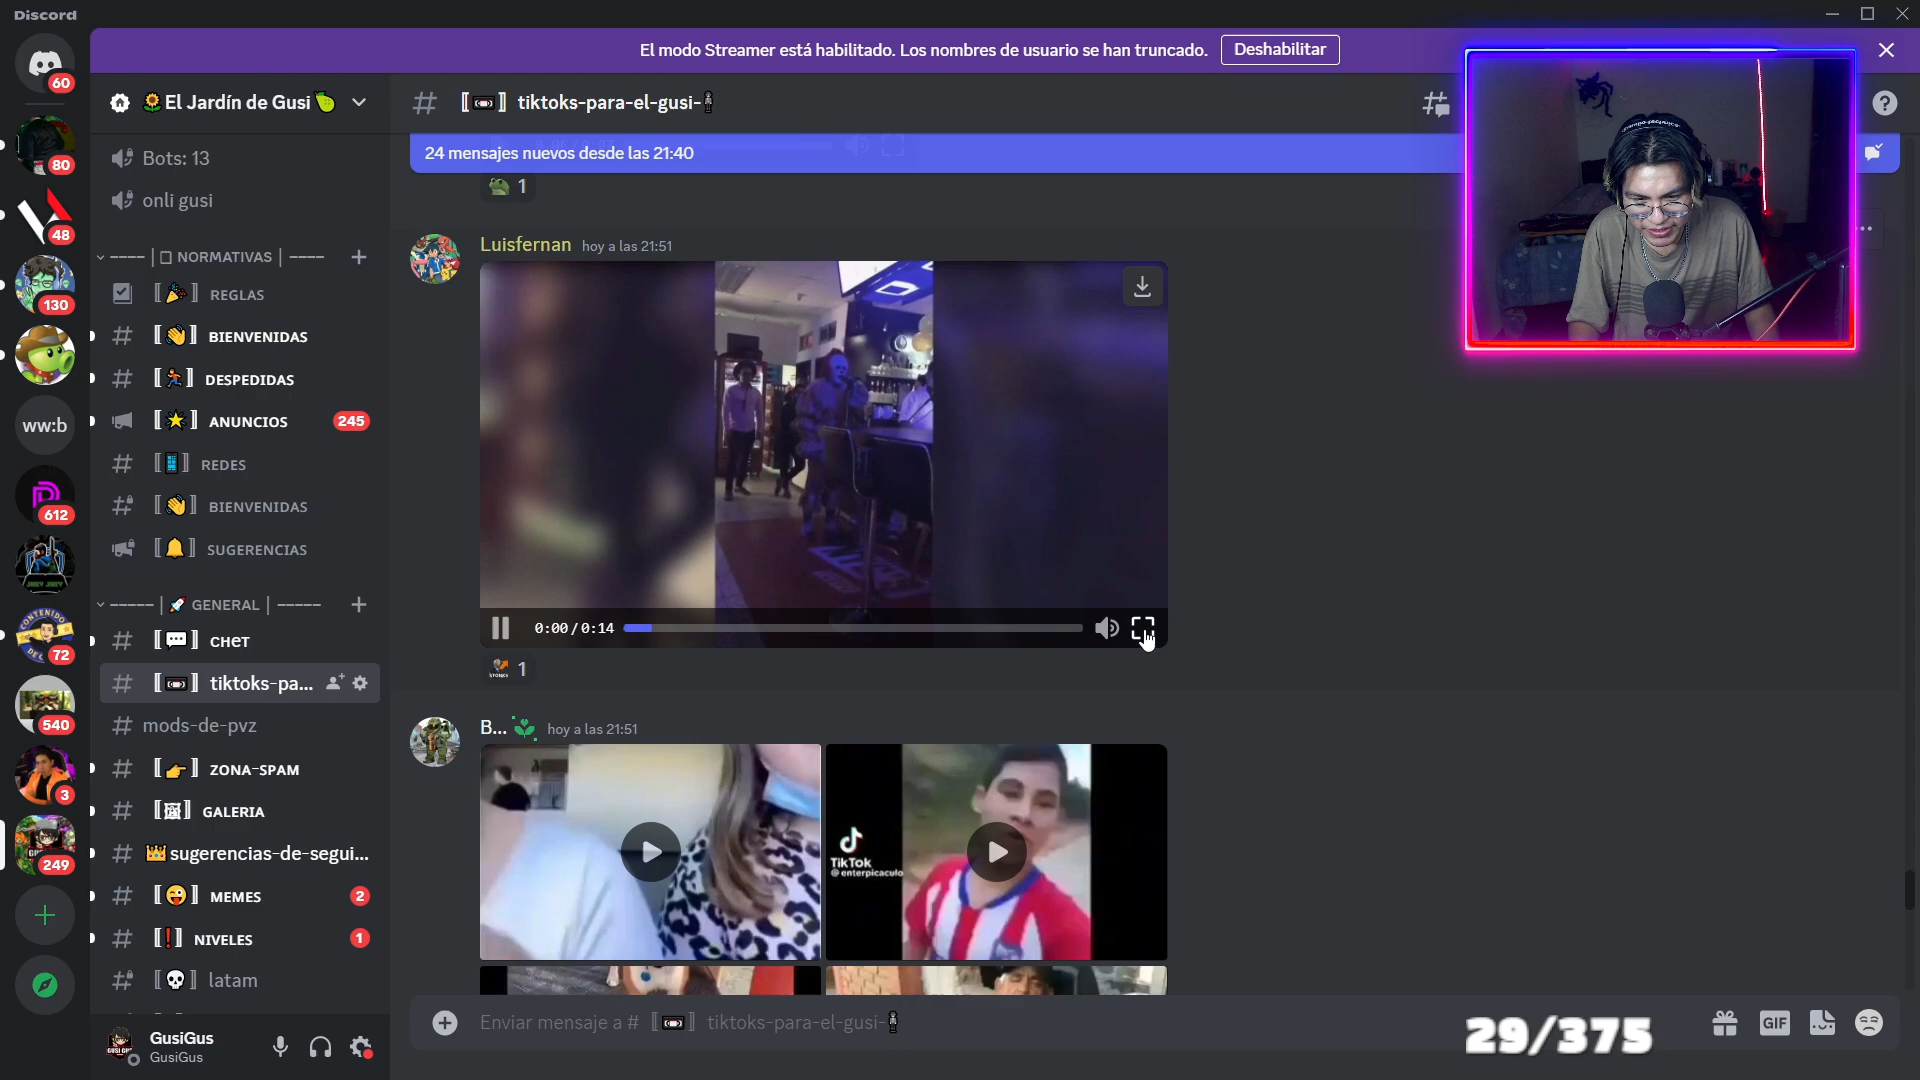 Discord
El modo Streamer está habilitado. Los nombres de usuario se han truncado.
Deshabilitar
60
80
48
130
ww:b
612
72
540
3
249
🌻El Jardín de Gusi🍈
Bots: 13
onli gusi
---- | 📋 NORMATIVAS | ----
〚🎉〛 REGLAS
〚👋〛 BIENVENIDAS
〚🏃〛 DESPEDIDAS
〚🌟〛 ANUNCIOS
245
〚📱〛 REDES
〚👋〛 BIENVENIDAS
〚🔔〛 SUGERENCIAS
----- | 🚀 GENERAL | -----
〚💬〛 CHET
〚📼〛 tiktoks-pa...
mods-de-pvz
〚👉〛 ZONA-SPAM
〚🖼〛 GALERIA
👑sugerencias-de-segui...
〚😜〛 MEMES
2
〚❗〛 NIVELES
1
〚💀〛 latam
GusiGus
GusiGus
# 〚📼〛 tiktoks-para-el-gusi-🕴
24 mensajes nuevos desde las 21:40
1
Luisfernan hoy a las 21:51
0:00/0:14
1
B... hoy a las 21:51
TikTok
@enterpicaculo
Enviar mensaje a # 〚📼〛 tiktoks-para-el-gusi-🕴
GIF
29/375